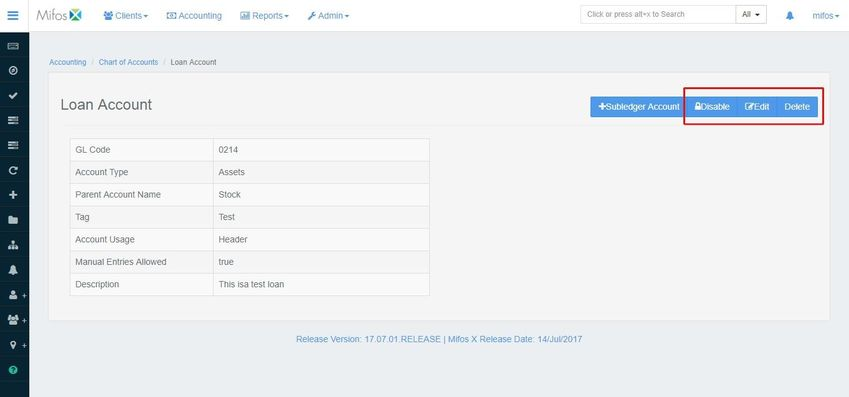 Mifos X Clients Accounting Reports Admin Click or press alt+x to Search All mifos
Accounting / Chart of Accounts / Loan Account
Loan Account
Subledger Account Disable Edit Delete
GL Code 0214
Account Type Assets
Parent Account Name Stock
Tag Test
Account Usage Header
Manual Entries Allowed true
Description This isa test loan
Release Version: 17.07.01.RELEASE | Mifos X Release Date: 14/Jul/2017